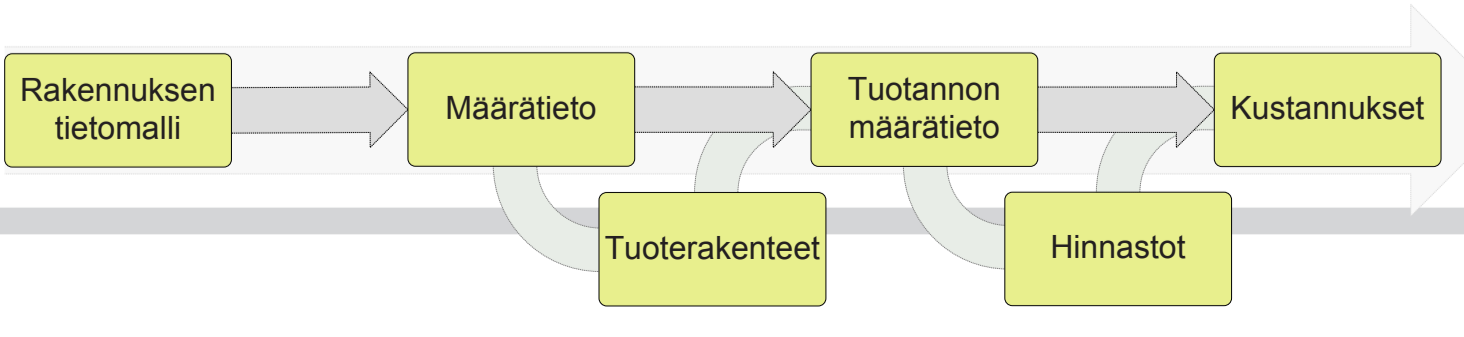 Rakennuksen
tietomalli
Määrätieto
Tuotannon
määrätieto
Kustannukset
Tuoterakenteet
Hinnastot